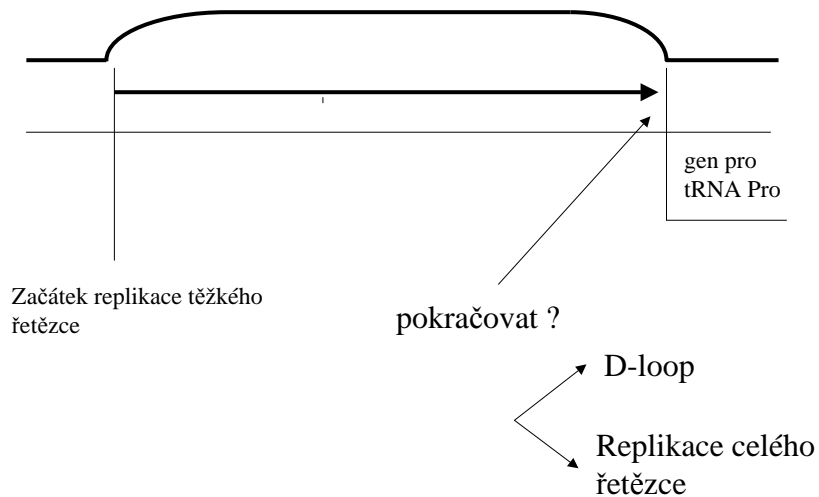 gen pro
tRNA Pro
Začátek replikace těžkého
řetězce
pokračovat ?
D-loop
Replikace celého
řetězce